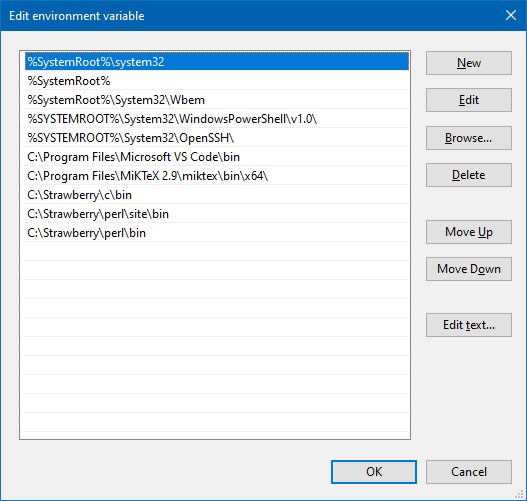 Edit environment variable
%SystemRoot%\system32
%SystemRoot%
%SystemRoot%\System32\Wbem
%SYSTEMROOT%\System32\WindowsPowerShell\v1.0\
%SYSTEMROOT%\System32\OpenSSH\
C:\Program Files\Microsoft VS Code\bin
C:\Program Files\MiKTeX 2.9\miktex\bin\x64\
C:\Strawberry\c\bin
C:\Strawberry\perl\site\bin
C:\Strawberry\perl\bin
New
Edit
Browse...
Delete
Move Up
Move Down
Edit text...
OK
Cancel